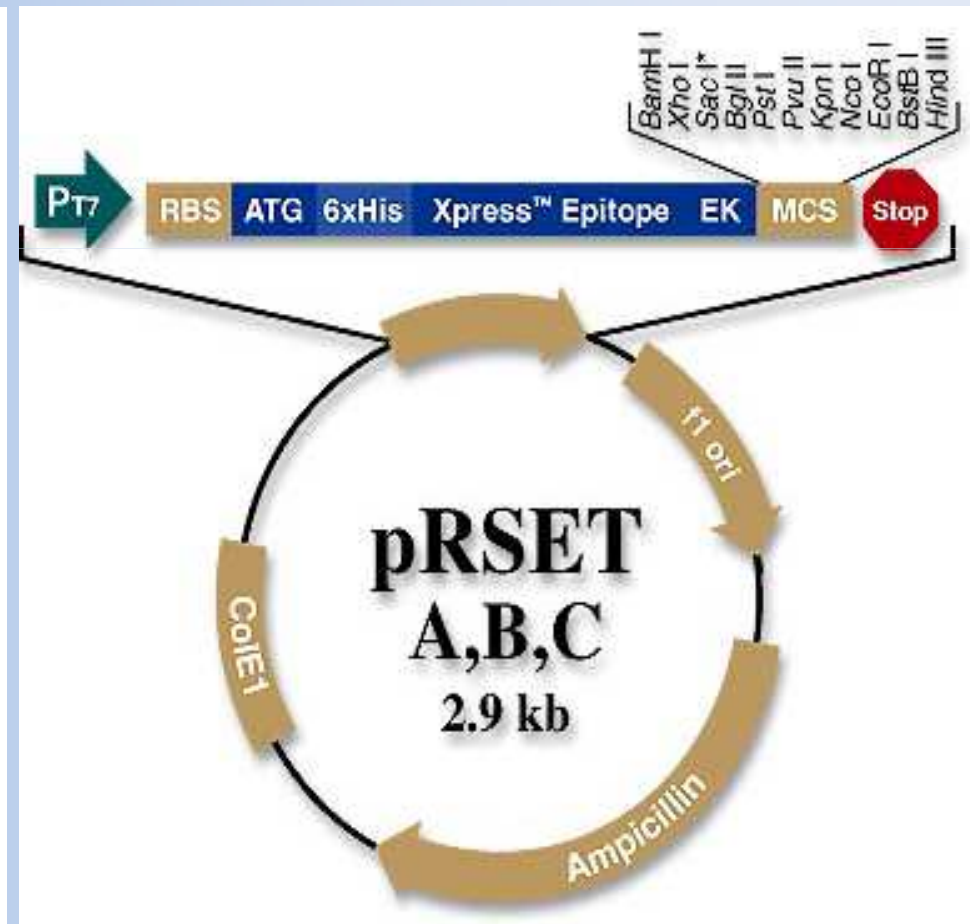 BamH I
Xho I
Sac I*
Bgl II
Pst I
Pvu II
Kpn I
Nco I
EcoR I
BstB I
Hind III
PT7
RBS ATG 6xHis Xpress™ Epitope EK MCS Stop
f1 ori
pRSET
A,B,C
2.9 kb
ColE1
Ampicillin